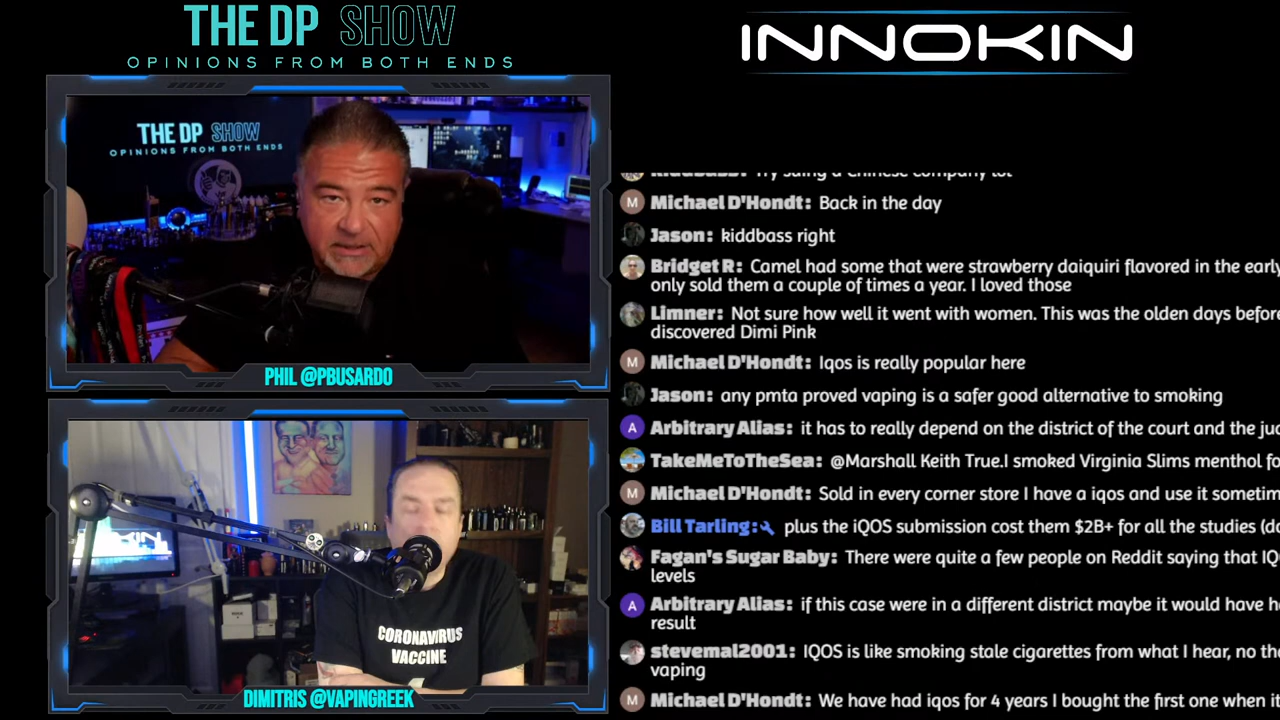 THE DP SHOW
OPINIONS FROM BOTH ENDS
INNOKIN
THE DP SHOW
OPINIONS FROM BOTH ENDS
PHIL @PBUSARDO
CORONAVIRUS
VACCINE
DIMITRIS @VAPINGREEK
KiddBass: Try suing a Chinese company lol
Michael D'Hondt: Back in the day
Jason: kiddbass right
Bridget R: Camel had some that were strawberry daiquiri flavored in the early
only sold them a couple of times a year. I loved those
Limner: Not sure how well it went with women. This was the olden days before
discovered Dimi Pink
Michael D'Hondt: Iqos is really popular here
Jason: any pmta proved vaping is a safer good alternative to smoking
A Arbitrary Alias: it has to really depend on the district of the court and the
TakeMeToTheSea: @Marshall Keith True.I smoked Virginia Slims menthol
M Michael D'Hondt: Sold in every corner store I have a iqos and use it
Bill Tarling: plus the iQOS submission cost them $2B+ for all the studies
Fagan's Sugar Baby: There were quite a few people on Reddit saying that
levels
A Arbitrary Alias: if this case were in a different district maybe it would have
result
stevemal2001: IQOS is like smoking stale cigarettes from what I hear, no
vaping
M Michael D'Hondt: We have had iqos for 4 years I bought the first one when